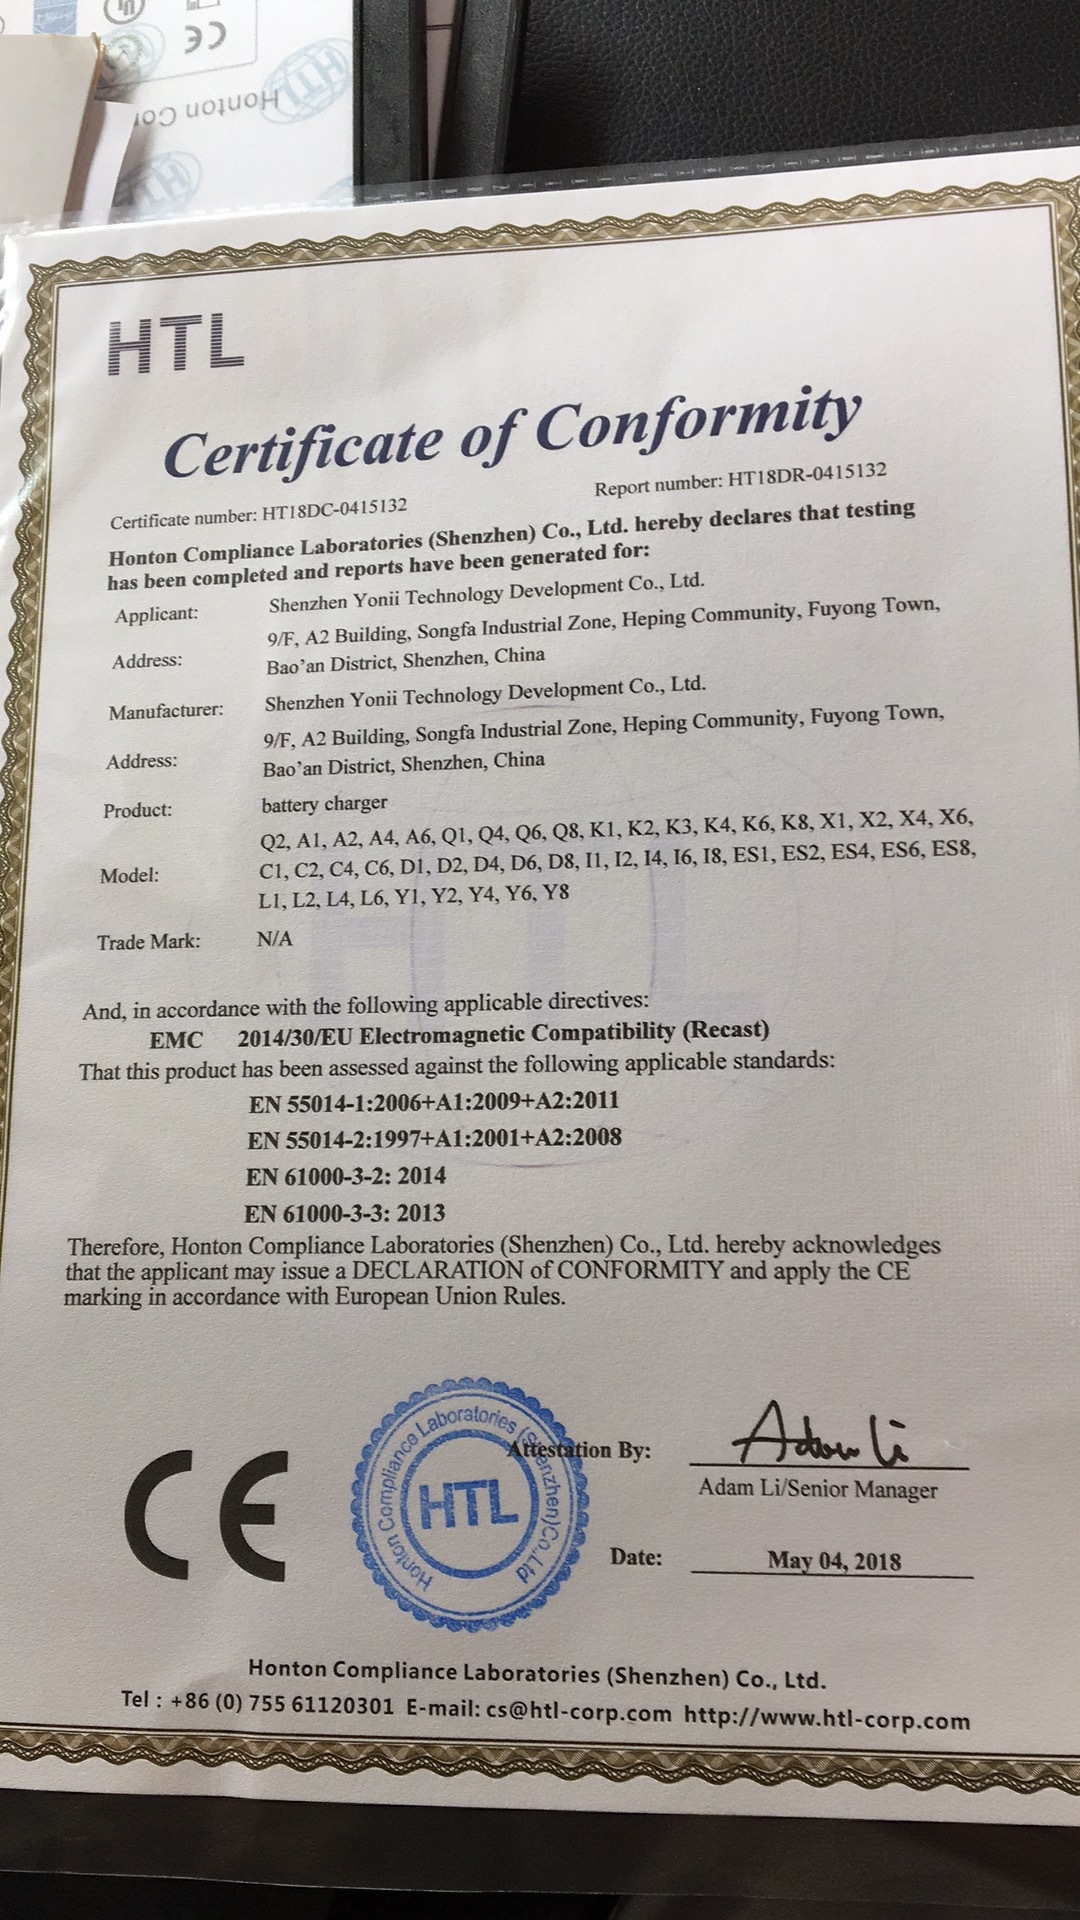 Honton Cor
HTL
CE
HTL
HTL
Certificate of Conformity
Certificate number: HT18DC-0415132
Report number: HT18DR-0415132
Honton Compliance Laboratories (Shenzhen) Co., Ltd. hereby declares that testing
has been completed and reports have been generated for:
Applicant: Shenzhen Yonii Technology Development Co., Ltd.
Address: 9/F, A2 Building, Songfa Industrial Zone, Heping Community, Fuyong Town,
Bao'an District, Shenzhen, China
Manufacturer: Shenzhen Yonii Technology Development Co., Ltd.
Address: 9/F, A2 Building, Songfa Industrial Zone, Heping Community, Fuyong Town,
Bao'an District, Shenzhen, China
Product: battery charger
Model: Q2, A1, A2, A4, A6, Q1, Q4, Q6, Q8, K1, K2, K3, K4, K6, K8, X1, X2, X4, X6,
C1, C2, C4, C6, D1, D2, D4, D6, D8, I1, I2, I4, I6, I8, ES1, ES2, ES4, ES6, ES8,
L1, L2, L4, L6, Y1, Y2, Y4, Y6, Y8
Trade Mark: N/A
HTL
And, in accordance with the following applicable directives:
EMC 2014/30/EU Electromagnetic Compatibility (Recast)
That this product has been assessed against the following applicable standards:
EN 55014-1:2006+A1:2009+A2:2011
EN 55014-2:1997+A1:2001+A2:2008
EN 61000-3-2: 2014
EN 61000-3-3: 2013
Therefore, Honton Compliance Laboratories (Shenzhen) Co., Ltd. hereby acknowledges
that the applicant may issue a DECLARATION of CONFORMITY and apply the CE
marking in accordance with European Union Rules.
CE
Honton Compliance Laboratories (Shenzhen)Co.,Ltd
HTL
Attestation By: Adam Li
Adam Li/Senior Manager
Date: May 04, 2018
Honton Compliance Laboratories (Shenzhen) Co., Ltd.
Tel : +86 (0) 755 61120301 E-mail: cs@htl-corp.com http://www.htl-corp.com